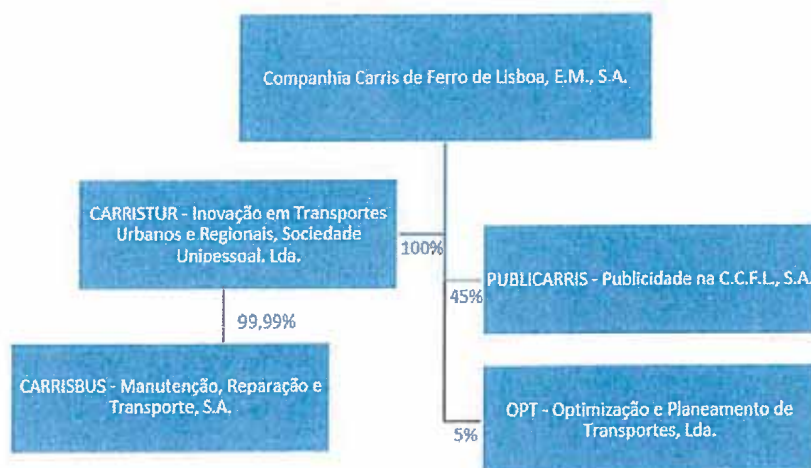 Companhia Carris de Ferro de Lisboa, E.M., S.A.
CARRISTUR - Inovação em Transportes
Urbanos e Regionais, Sociedade
Unipessoal. Lda.
100%
45%
PUBLICARRIS - Publicidade na C.C.F.L., S.A.
99,99%
CARRISBUS - Manutenção, Reparação e
Transporte, S.A.
OPT - Optimização e Planeamento de
Transportes, Lda.
5%